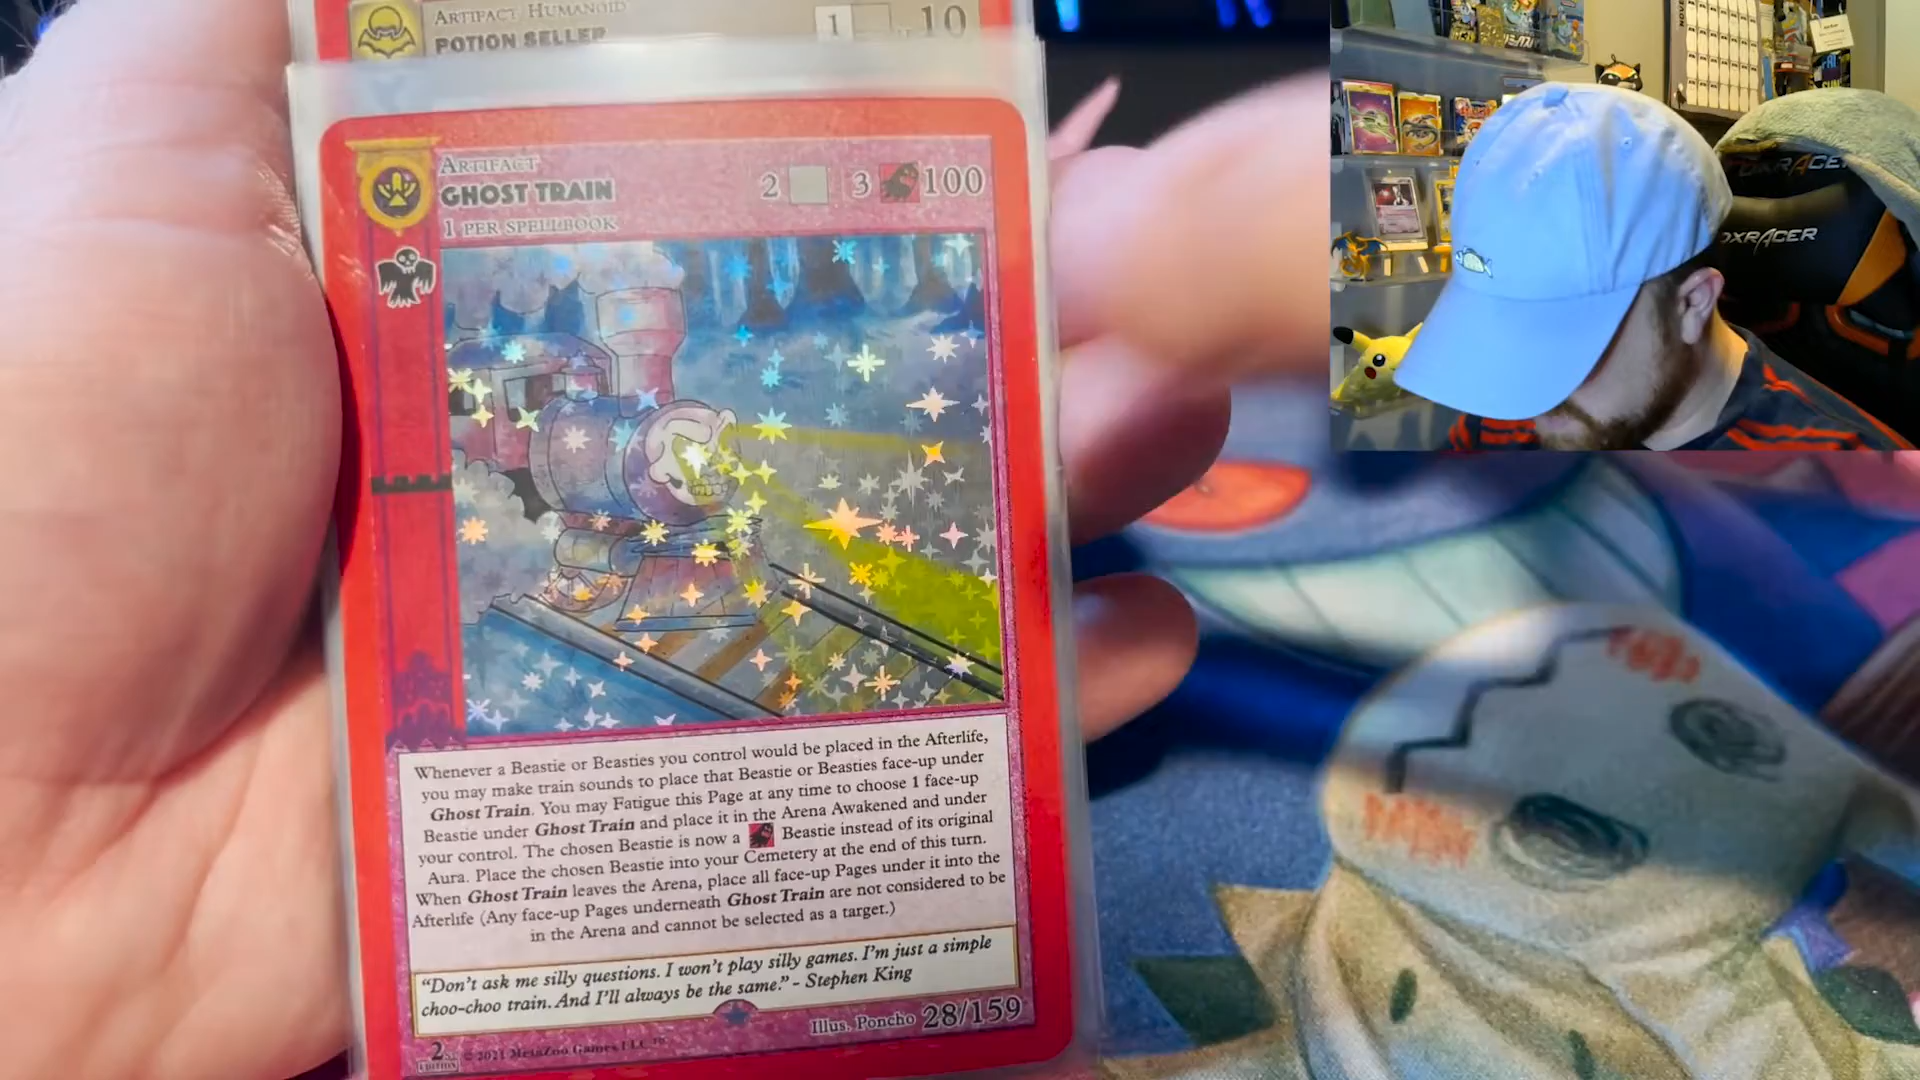 ARTIFACT HUMANOID
POTION SELLER
1
10
ARTIFACT
GHOST TRAIN
1 PER SPELLBOOK
2 3 100
Whenever a Beastie or Beasties you control would be placed in the Afterlife,
you may make train sounds to place that Beastie or Beasties face-up under
Ghost Train. You may Fatigue this Page at any time to choose 1 face-up
Beastie under Ghost Train and place it in the Arena Awakened and under
your control. The chosen Beastie is now a Beastie instead of its original
Aura. Place the chosen Beastie into your Cemetery at the end of this turn.
When Ghost Train leaves the Arena, place all face-up Pages under it into the
Afterlife (Any face-up Pages underneath Ghost Train are not considered to be
in the Arena and cannot be selected as a target.)
"Don't ask me silly questions. I won't play silly games. I'm just a simple
choo-choo train. And I'll always be the same." - Stephen King
Illus. Poncho 28/159
2ND EDITION © 2021 MetaZoo Games LLC
DXRACER
DXRACER